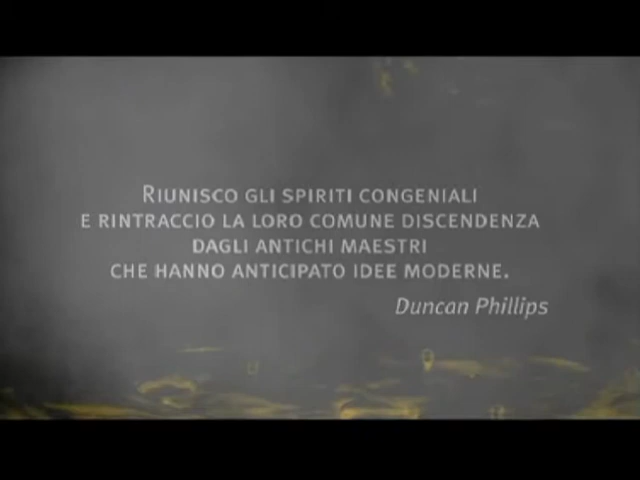 RIUNISCO GLI SPIRITI CONGENIALI
E RINTRACCIO LA LORO COMUNE DISCENDENZA
DAGLI ANTICHI MAESTRI
CHE HANNO ANTICIPATO IDEE MODERNE.
Duncan Phillips